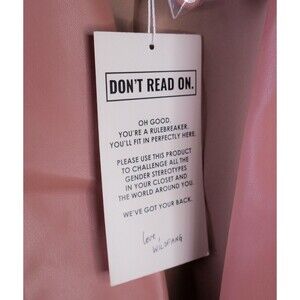 DON'T READ ON.
OH GOOD.
YOU'RE A RULEBREAKER.
YOU'LL FIT IN PERFECTLY HERE.
PLEASE USE THIS PRODUCT
TO CHALLENGE ALL THE
GENDER STEREOTYPES
IN YOUR CLOSET AND
THE WORLD AROUND YOU.
WE'VE GOT YOUR BACK.
Love,
WILDFANG